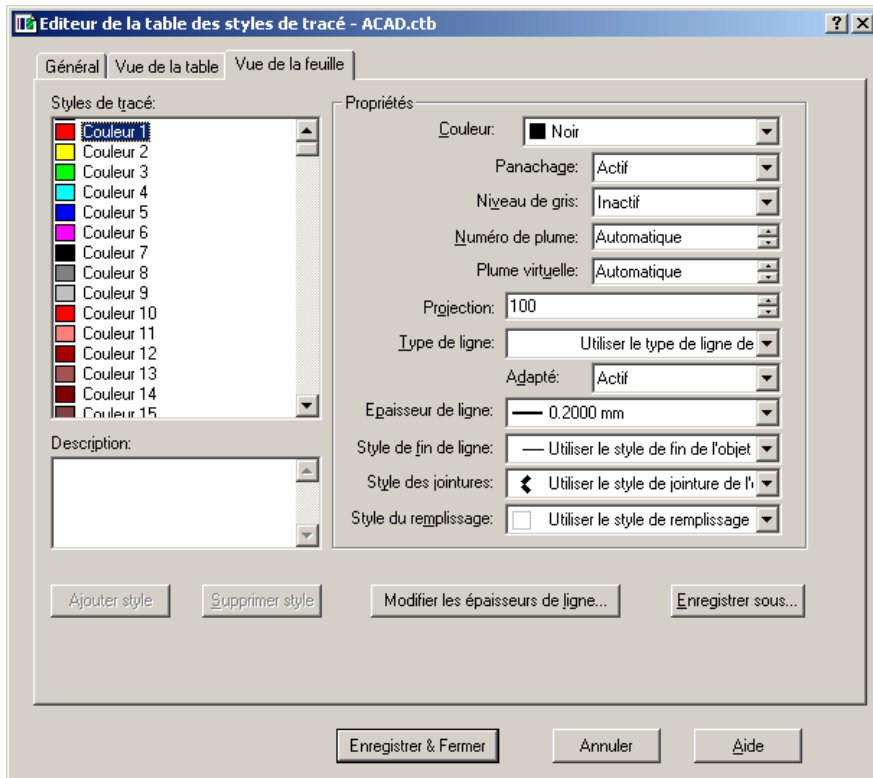 Editeur de la table des styles de tracé - ACAD.ctb
Général
Vue de la table
Vue de la feuille
Styles de tracé:
Couleur 1
Couleur 2
Couleur 3
Couleur 4
Couleur 5
Couleur 6
Couleur 7
Couleur 8
Couleur 9
Couleur 10
Couleur 11
Couleur 12
Couleur 13
Couleur 14
Couleur 15
Description:
Propriétés
Couleur: Noir
Panachage: Actif
Niveau de gris: Inactif
Numéro de plume: Automatique
Plume virtuelle: Automatique
Projection: 100
Type de ligne: Utiliser le type de ligne de
Adapté: Actif
Epaisseur de ligne: 0.2000 mm
Style de fin de ligne: Utiliser le style de fin de l'objet
Style des jointures: Utiliser le style de jointure de l'
Style du remplissage: Utiliser le style de remplissage
Ajouter style
Supprimer style
Modifier les épaisseurs de ligne...
Enregistrer sous...
Enregistrer & Fermer
Annuler
Aide